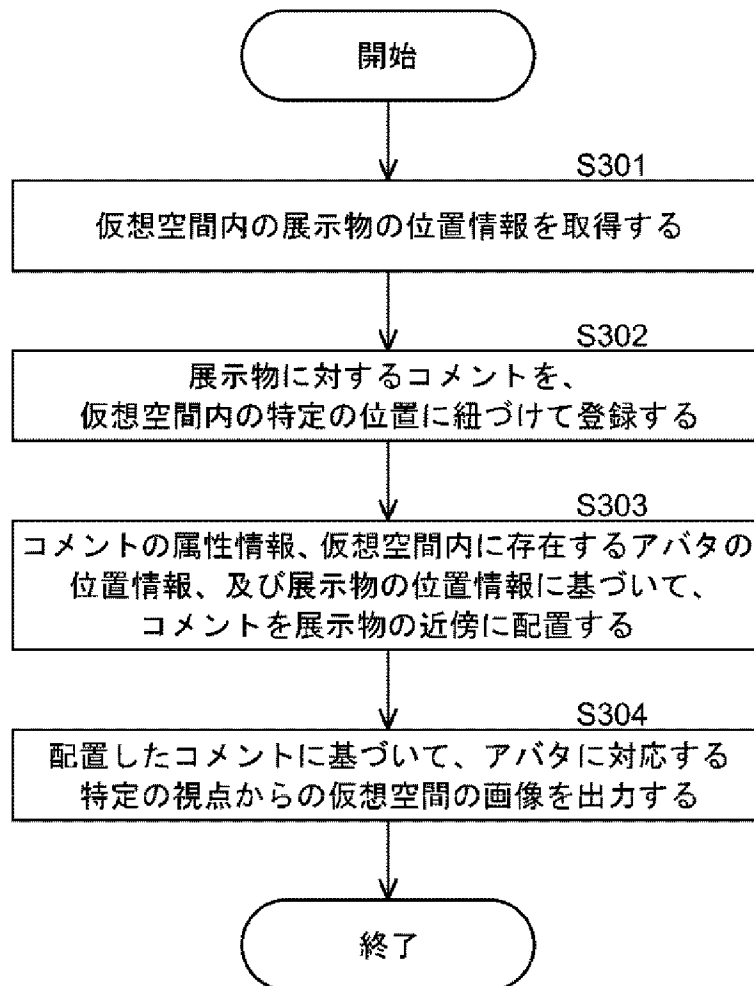 開始
S301
仮想空間内の展示物の位置情報を取得する
S302
展示物に対するコメントを、
仮想空間内の特定の位置に紐づけて登録する
S303
コメントの属性情報、仮想空間内に存在するアバタの
位置情報、及び展示物の位置情報に基づいて、
コメントを展示物の近傍に配置する
S304
配置したコメントに基づいて、アバタに対応する
特定の視点からの仮想空間の画像を出力する
終了